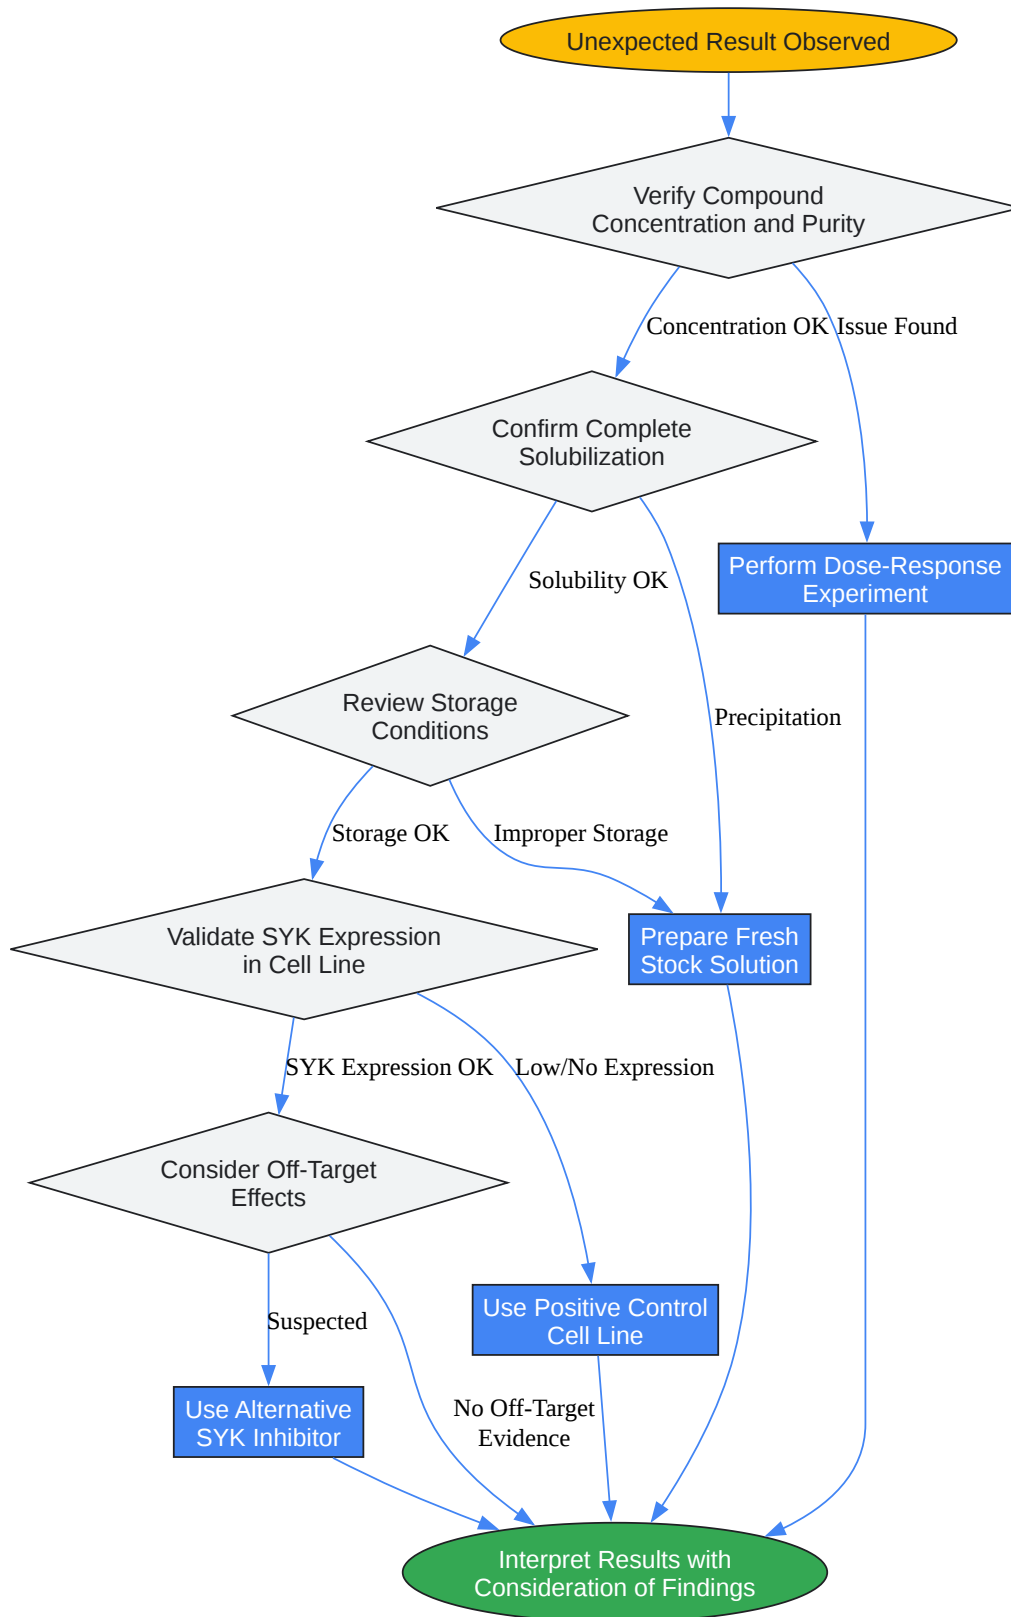 Unexpected Result Observed
Verify Compound
Concentration and Purity
Concentration OK
Issue Found
Confirm Complete
Solubilization
Perform Dose-Response
Experiment
Solubility OK
Review Storage
Conditions
Precipitation
Storage OK
Improper Storage
Validate SYK Expression
in Cell Line
Prepare Fresh
Stock Solution
SYK Expression OK
Low/No Expression
Consider Off-Target
Effects
Use Positive Control
Cell Line
Suspected
Use Alternative
SYK Inhibitor
No Off-Target
Evidence
Interpret Results with
Consideration of Findings